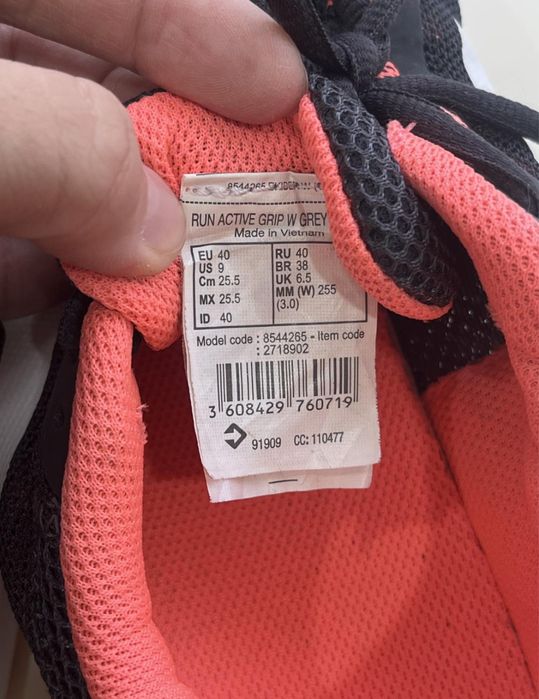 8544265
RUN ACTIVE GRIP W GREY
Made in Vietnam
EU 40
US 9
Cm 25.5
MX 25.5
ID 40
RU 40
BR 38
UK 6.5
MM (W) 255
(3.0)
Model code : 8544265 - Item code
: 2718902
3 608429 760719
91909 CC: 110477